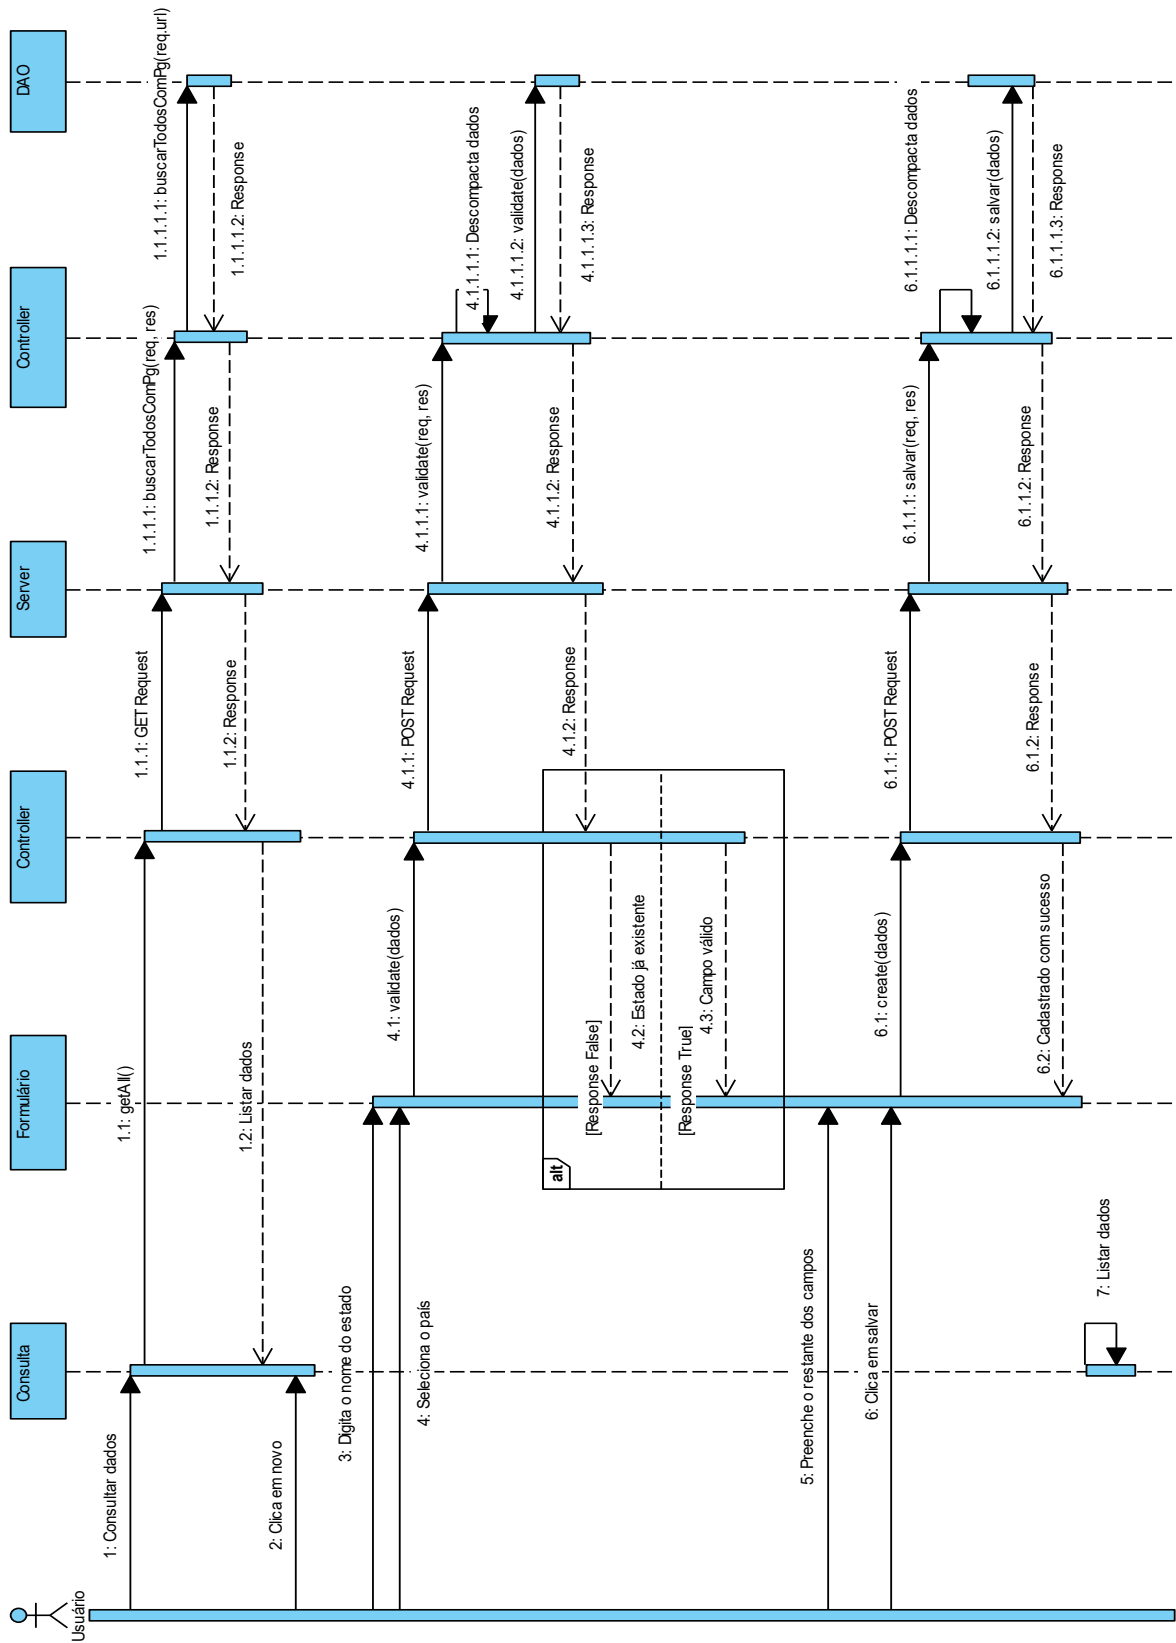 Usuário
Consulta
Formulário
Controller
Server
Controller
DAO
1: Consultar dados
1.1: getAll()
1.1.1: GET Request
1.1.1.1: buscarTodosComPg(req, res)
1.1.1.1.1: buscarTodosComPg(req.url)
1.1.1.1.2: Response
1.1.1.2: Response
1.1.2: Response
1.2: Listar dados
2: Clica em novo
3: Digita o nome do estado
4: Seleciona o país
4.1: validate(dados)
4.1.1: POST Request
4.1.1.1: validate(req, res)
4.1.1.1.1: Descompacta dados
4.1.1.1.2: validate(dados)
4.1.1.1.3: Response
4.1.1.2: Response
4.1.2: Response
alt
[Response False]
4.2: Estado já existente
[Response True]
4.3: Campo válido
5: Preenche o restante dos campos
6: Clica em salvar
6.1: create(dados)
6.1.1: POST Request
6.1.1.1: salvar(req, res)
6.1.1.1.1: Descompacta dados
6.1.1.1.2: salvar(dados)
6.1.1.1.3: Response
6.1.1.2: Response
6.1.2: Response
6.2: Cadastrado com sucesso
7: Listar dados